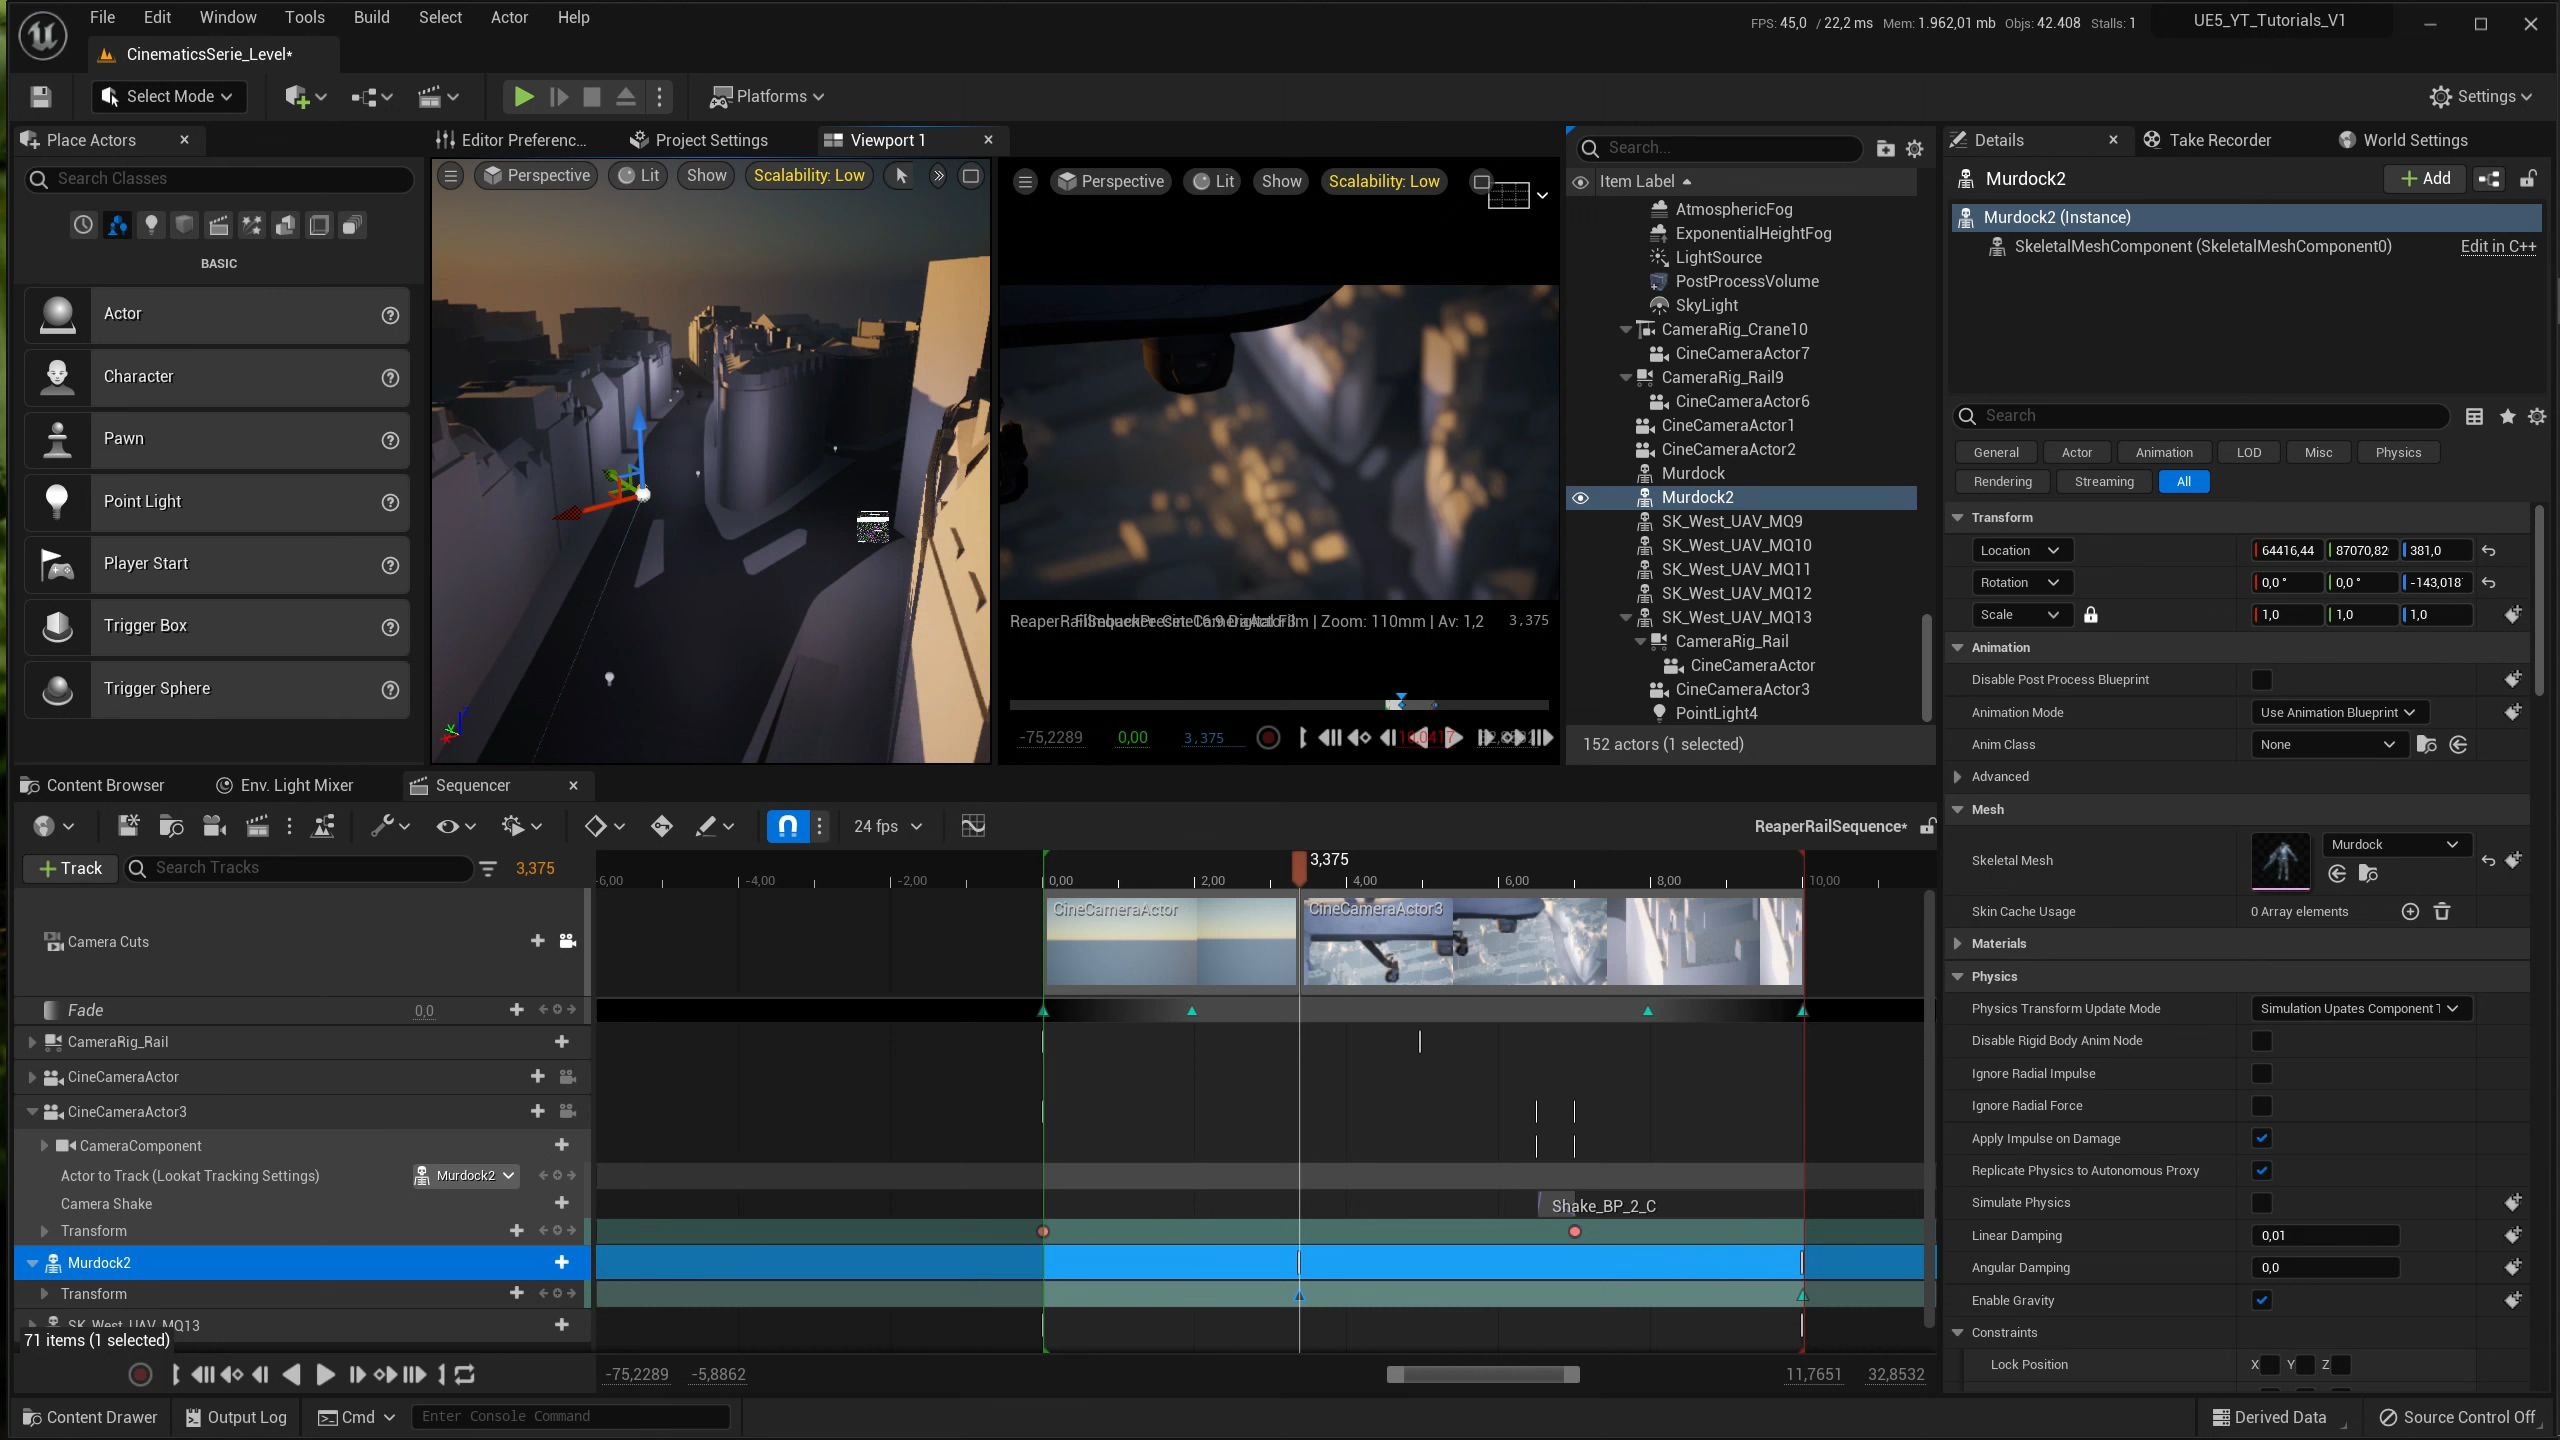 File Edit Window Tools Build Select Actor Help
FPS: 45,0 / 22,2 ms Mem: 1.962,01 mb Objs: 42.408 Stalls: 1
UE5_YT_Tutorials_V1
CinematicsSerie_Level*
Select Mode
Platforms
Settings
Place Actors
Search Classes
BASIC
Actor
Character
Pawn
Point Light
Player Start
Trigger Box
Trigger Sphere
Editor Preferenc...
Project Settings
Viewport 1
Perspective Lit Show Scalability: Low
Perspective Lit Show Scalability: Low
Film | Zoom: 110mm | Av: 1,2 3,375
-75,2289 0,00 3,375 10,0417
Search...
Item Label
AtmosphericFog
ExponentialHeightFog
LightSource
PostProcessVolume
SkyLight
CameraRig_Crane10
CineCameraActor7
CameraRig_Rail9
CineCameraActor6
CineCameraActor1
CineCameraActor2
Murdock
Murdock2
SK_West_UAV_MQ9
SK_West_UAV_MQ10
SK_West_UAV_MQ11
SK_West_UAV_MQ12
SK_West_UAV_MQ13
CameraRig_Rail
CineCameraActor
CineCameraActor3
PointLight4
152 actors (1 selected)
Details
Take Recorder
World Settings
Murdock2
Add
Murdock2 (Instance)
SkeletalMeshComponent (SkeletalMeshComponent0) Edit in C++
Search
General Actor Animation LOD Misc Physics
Rendering Streaming All
Transform
Location 64416,44 87070,82 381,0
Rotation 0,0 ° 0,0 ° -143,018
Scale 1,0 1,0 1,0
Animation
Disable Post Process Blueprint
Animation Mode Use Animation Blueprint
Anim Class None
Advanced
Mesh
Skeletal Mesh Murdock
Skin Cache Usage 0 Array elements
Materials
Physics
Physics Transform Update Mode Simulation Upates Component T
Disable Rigid Body Anim Node
Ignore Radial Impulse
Ignore Radial Force
Apply Impulse on Damage
Replicate Physics to Autonomous Proxy
Simulate Physics
Linear Damping 0,01
Angular Damping 0,0
Enable Gravity
Constraints
Lock Position X Y Z
Content Browser
Env. Light Mixer
Sequencer
24 fps
ReaperRailSequence*
Track
Search Tracks
3,375
3,375
-6,00 -4,00 -2,00 0,00 2,00 4,00 6,00 8,00 10,00
Camera Cuts
CineCameraActor
CineCameraActor3
Fade 0,0
CameraRig_Rail
CineCameraActor
CineCameraActor3
CameraComponent
Actor to Track (Lookat Tracking Settings) Murdock2
Camera Shake
Shake_BP_2_C
Transform
Murdock2
Transform
SK_West_UAV_MQ13
71 items (1 selected)
-75,2289 -5,8862 11,7651 32,8532
Content Drawer
Output Log
Cmd
Enter Console Command
Derived Data
Source Control Off